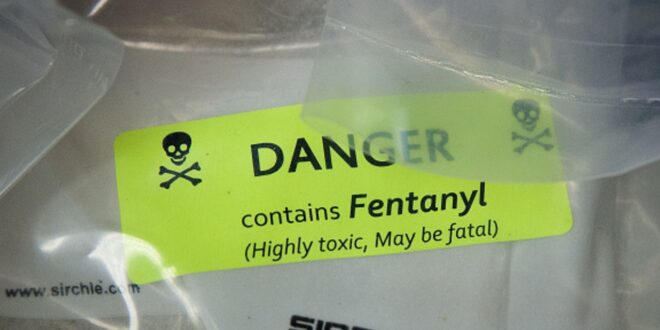 DANGER
contains Fentanyl
(Highly toxic, May be fatal)
www.sirchie.com